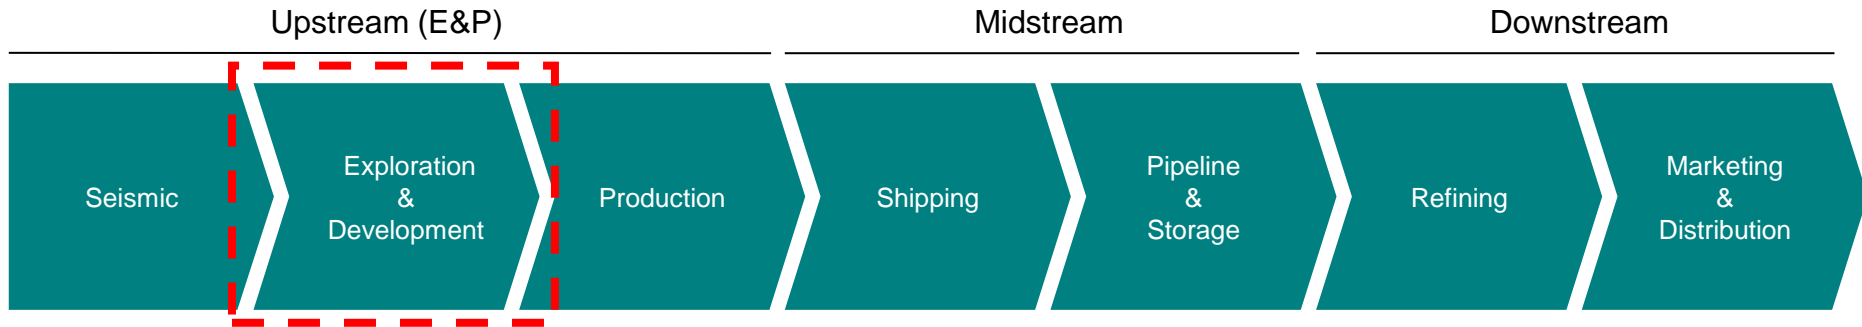 Upstream (E&P)
Midstream
Downstream
Seismic
Exploration
&
Development
Production
Shipping
Pipeline
&
Storage
Refining
Marketing
&
Distribution